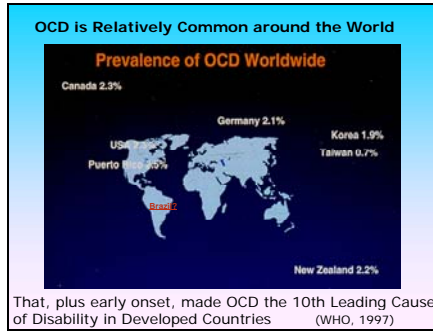 OCD is Relatively Common around the World
Prevalence of OCD Worldwide
Canada 2.3%
Germany 2.1%
Korea 1.9%
USA
Taiwan 0.7%
Puerto Rico
Brazil?
New Zealand 2.2%
That, plus early onset, made OCD the 10th Leading Cause
of Disability in Developed Countries (WHO, 1997)